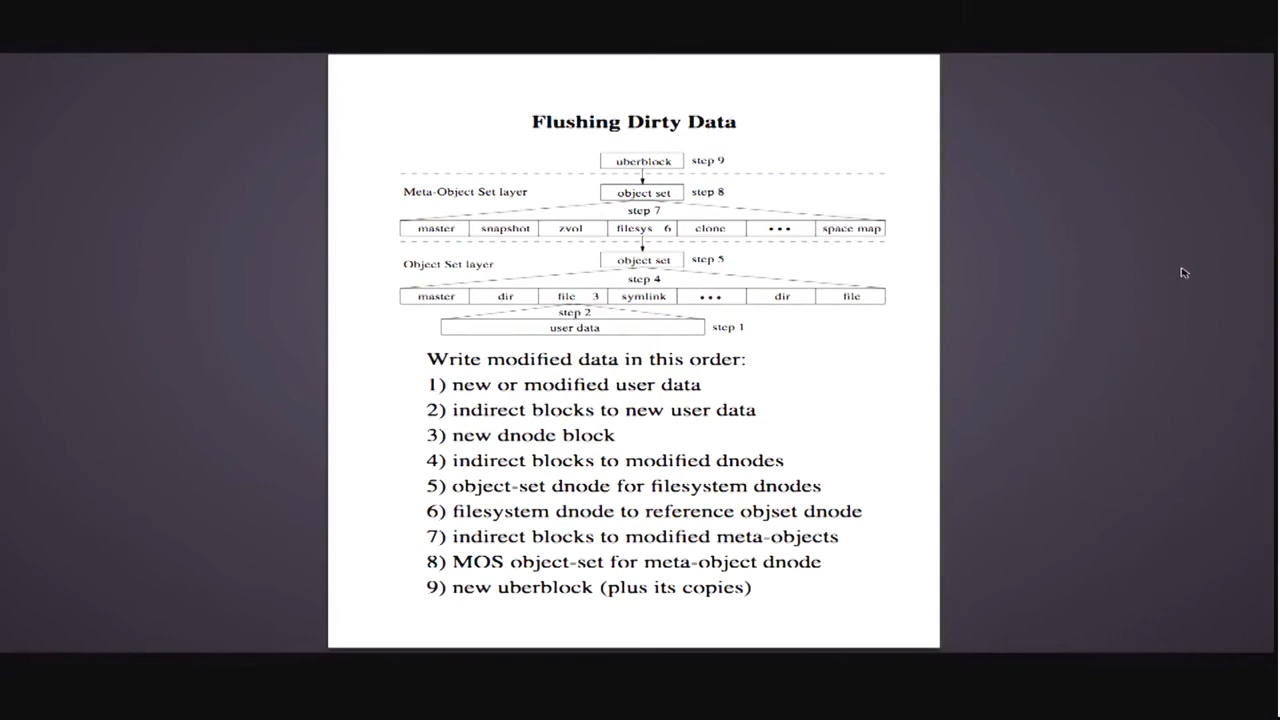 Flushing Dirty Data
uberblock step 9
Meta-Object Set layer object set step 8
step 7
master snapshot zvol filesys 6 clone ••• space map
Object Set layer object set step 5
step 4
master dir file 3 symlink ••• dir file
step 2
user data step 1
Write modified data in this order:
1) new or modified user data
2) indirect blocks to new user data
3) new dnode block
4) indirect blocks to modified dnodes
5) object-set dnode for filesystem dnodes
6) filesystem dnode to reference objset dnode
7) indirect blocks to modified meta-objects
8) MOS object-set for meta-object dnode
9) new uberblock (plus its copies)